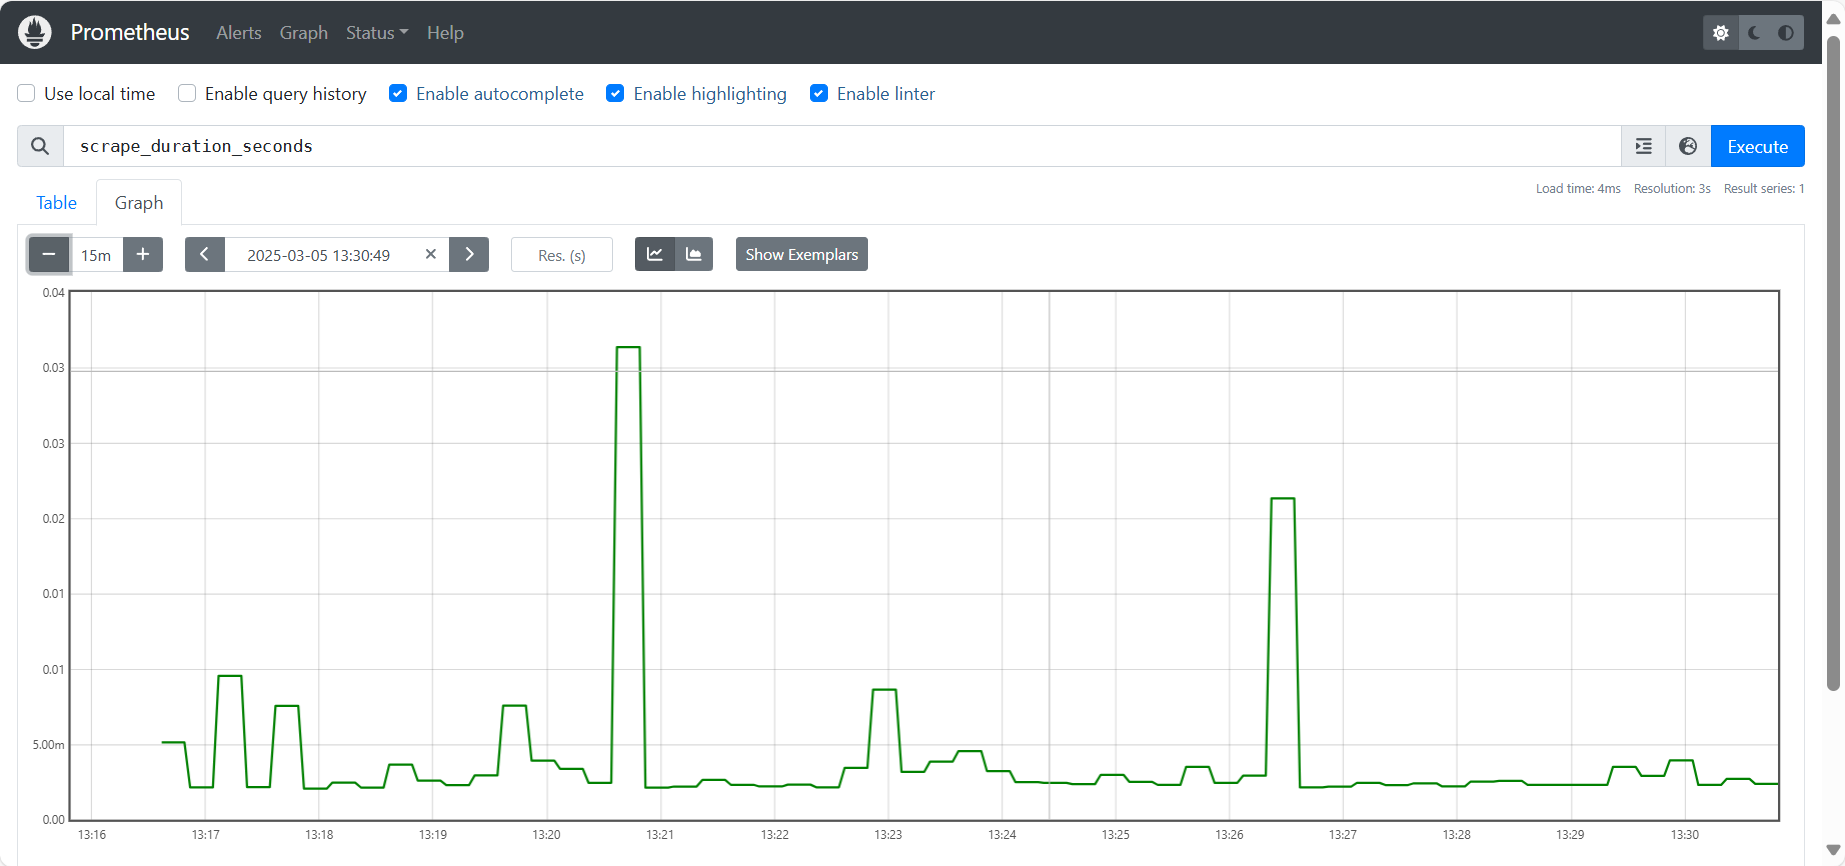 Prometheus Alerts Graph Status Help
Use local time Enable query history Enable autocomplete Enable highlighting Enable linter
scrape_duration_seconds Execute
Table Graph Load time: 4ms Resolution: 3s Result series: 1
15m 2025-03-05 13:30:49 Res. (s) Show Exemplars
0.04
0.03
0.03
0.02
0.01
0.01
5.00m
0.00
13:16 13:17 13:18 13:19 13:20 13:21 13:22 13:23 13:24 13:25 13:26 13:27 13:28 13:29 13:30